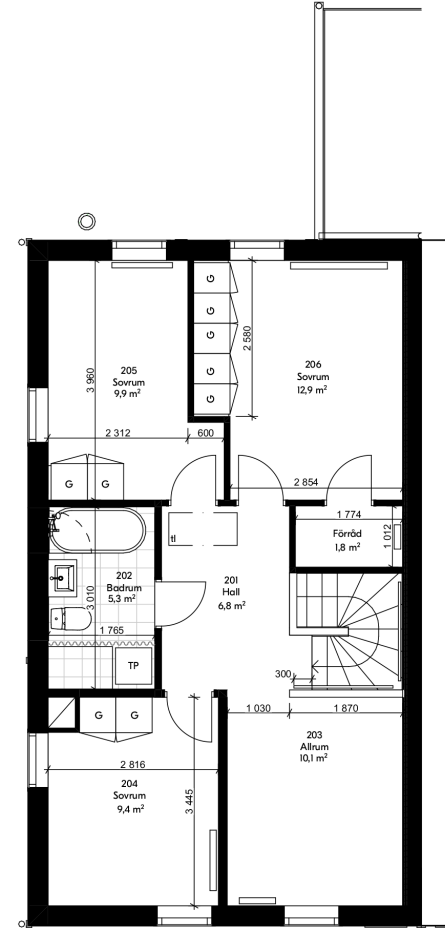 G
G
G
G
G
2 580
3 960
205
Sovrum
9,9 m²
206
Sovrum
12,9 m²
2 312
600
G
G
2 854
1 774
Förråd
1,8 m²
1 012
tl
202
Badrum
5,3 m²
3 010
1 765
201
Hall
6,8 m²
TP
300
G
G
1 030
1 870
203
Allrum
10,1 m²
2 816
204
Sovrum
9,4 m²
3 445